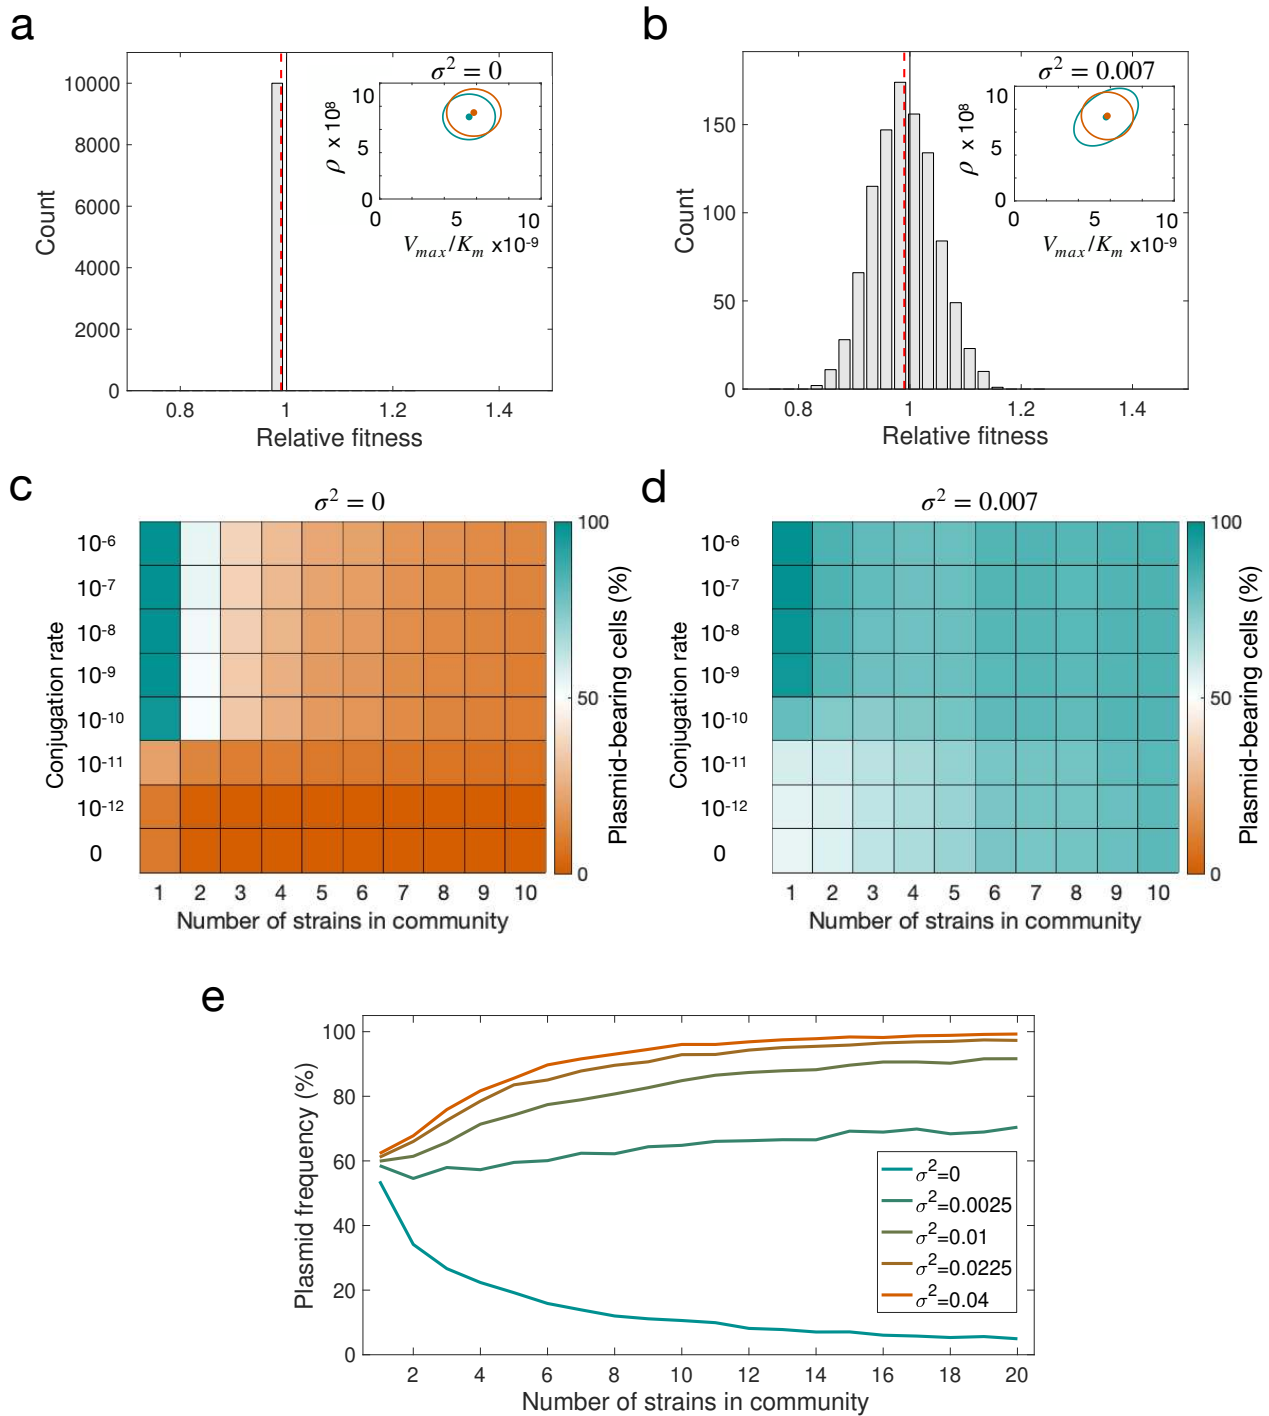 a
σ² = 0
10000
8000
6000
4000
2000
0
Count
0.8
1
1.2
1.4
Relative fitness
10
5
0
ρ x 10⁸
0
5
10
Vmax/Km x10⁻⁹
b
σ² = 0.007
150
100
50
0
Count
0.8
1
1.2
1.4
Relative fitness
10
5
0
ρ x 10⁸
0
5
10
Vmax/Km x10⁻⁹
c
σ² = 0
Conjugation rate
10⁻⁶
10⁻⁷
10⁻⁸
10⁻⁹
10⁻¹⁰
10⁻¹¹
10⁻¹²
0
1 2 3 4 5 6 7 8 9 10
Number of strains in community
100
50
0
Plasmid-bearing cells (%)
d
σ² = 0.007
Conjugation rate
10⁻⁶
10⁻⁷
10⁻⁸
10⁻⁹
10⁻¹⁰
10⁻¹¹
10⁻¹²
0
1 2 3 4 5 6 7 8 9 10
Number of strains in community
100
50
0
Plasmid-bearing cells (%)
e
Plasmid frequency (%)
100
80
60
40
20
0
2 4 6 8 10 12 14 16 18 20
Number of strains in community
σ²=0
σ²=0.0025
σ²=0.01
σ²=0.0225
σ²=0.04